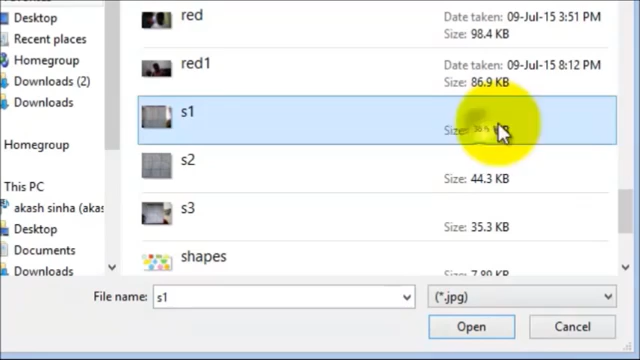 Desktop
Recent places
Homegroup
Downloads (2)
Downloads
Homegroup
This PC
akash sinha (akas
Desktop
Documents
Downloads
red
Date taken: 09-Jul-15 3:51 PM
Size: 98.4 KB
red1
Date taken: 09-Jul-15 8:12 PM
Size: 86.9 KB
s1
Size:
s2
Size: 44.3 KB
s3
Size: 35.3 KB
shapes
Size: 7.89 KB
File name:
s1
(*.jpg)
Open
Cancel